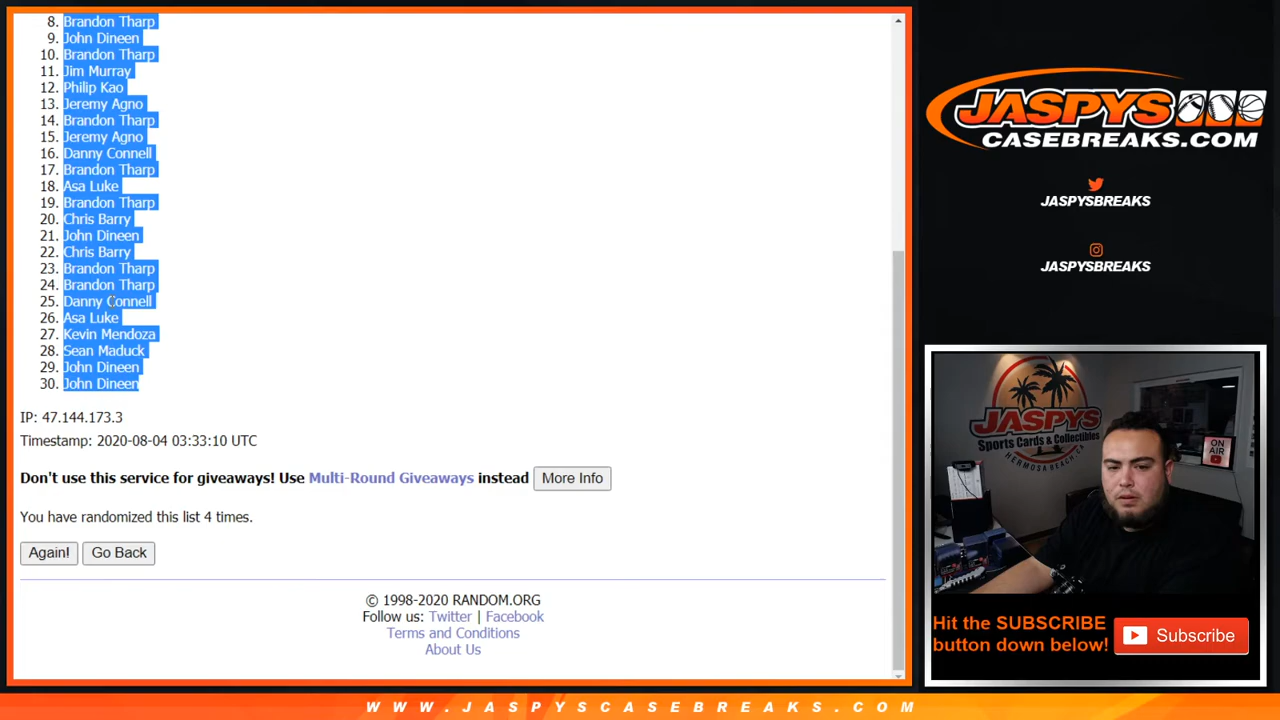 8. Brandon Tharp
9. John Dineen
10. Brandon Tharp
11. Jim Murray
12. Philip Kao
13. Jeremy Agno
14. Brandon Tharp
15. Jeremy Agno
16. Danny Connell
17. Brandon Tharp
18. Asa Luke
19. Brandon Tharp
20. Chris Barry
21. John Dineen
22. Chris Barry
23. Brandon Tharp
24. Brandon Tharp
25. Danny Connell
26. Asa Luke
27. Kevin Mendoza
28. Sean Maduck
29. John Dineen
30. John Dineen
IP: 47.144.173.3
Timestamp: 2020-08-04 03:33:10 UTC
Don't use this service for giveaways! Use Multi-Round Giveaways instead More Info
You have randomized this list 4 times.
Again! Go Back
© 1998-2020 RANDOM.ORG
Follow us: Twitter | Facebook
Terms and Conditions
About Us
JASPYS
CASEBREAKS.COM
JASPYSBREAKS
JASPYSBREAKS
JASPYS
Sports Cards & Collectibles
HERMOSA BEACH, CA
ON
AIR
Hit the SUBSCRIBE
button down below!
Subscribe
WWW.JASPYSCASEBREAKS.COM